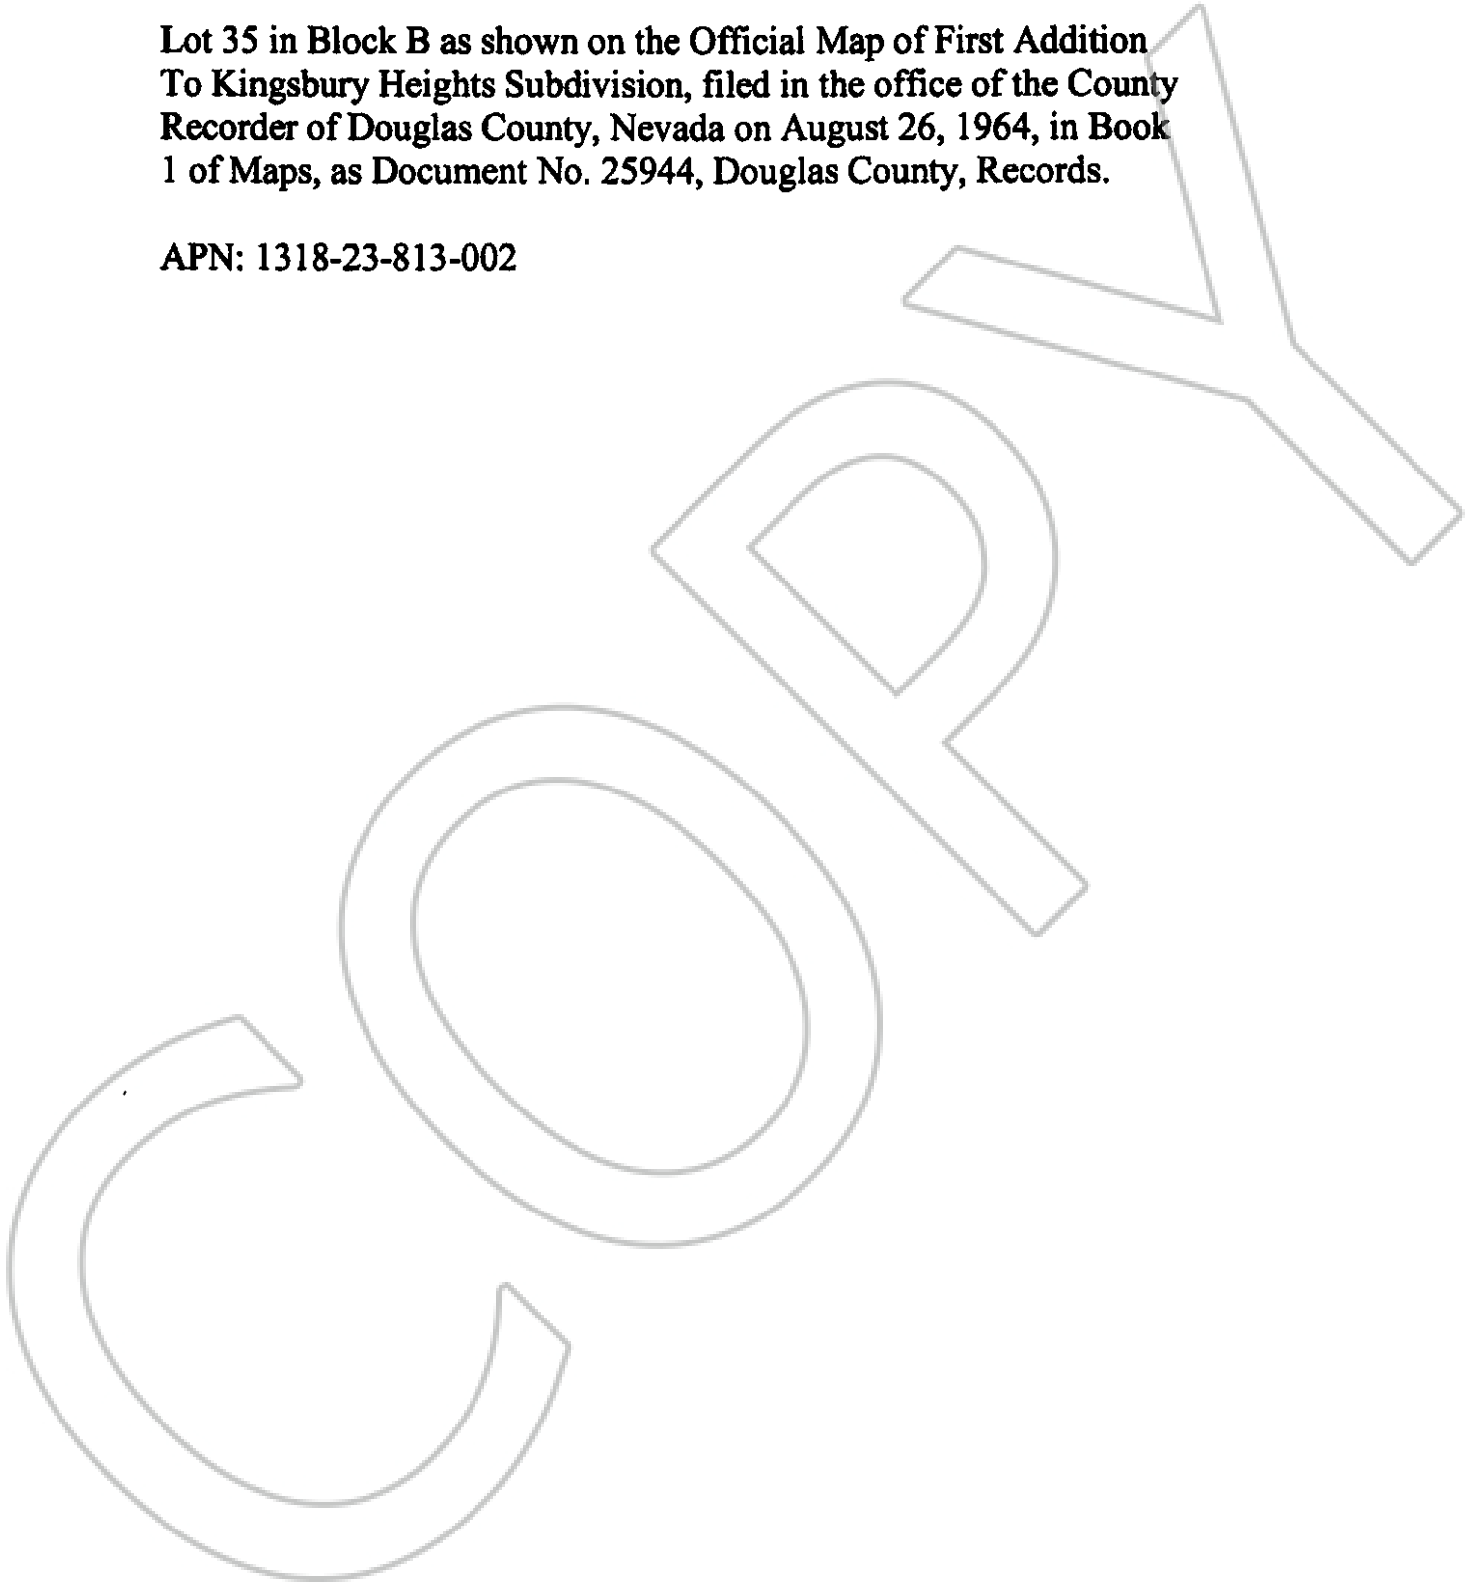 Lot 35 in Block B as shown on the Official Map of First Addition
To Kingsbury Heights Subdivision, filed in the office of the County
Recorder of Douglas County, Nevada on August 26, 1964, in Book
1 of Maps, as Document No. 25944, Douglas County, Records.
APN: 1318-23-813-002
COPY